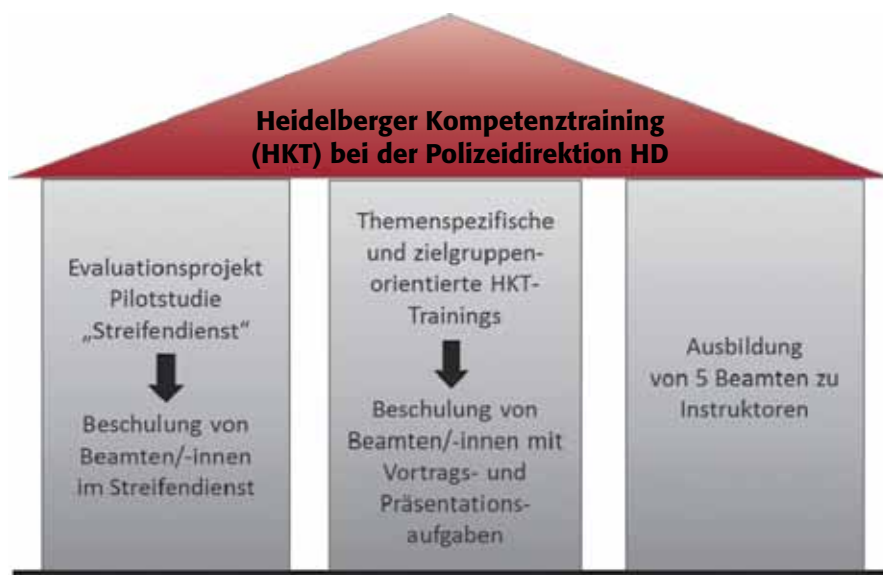 Heidelberger Kompetenztraining
(HKT) bei der Polizeidirektion HD
Evaluationsprojekt
Pilotstudie
„Streifendienst“
Beschulung von
Beamten/-innen
im Streifendienst
Themenspezifische
und zielgruppen-
orientierte HKT-
Trainings
Beschulung von
Beamten/-innen mit
Vortrags- und
Präsentations-
aufgaben
Ausbildung
von 5 Beamten zu
Instruktoren